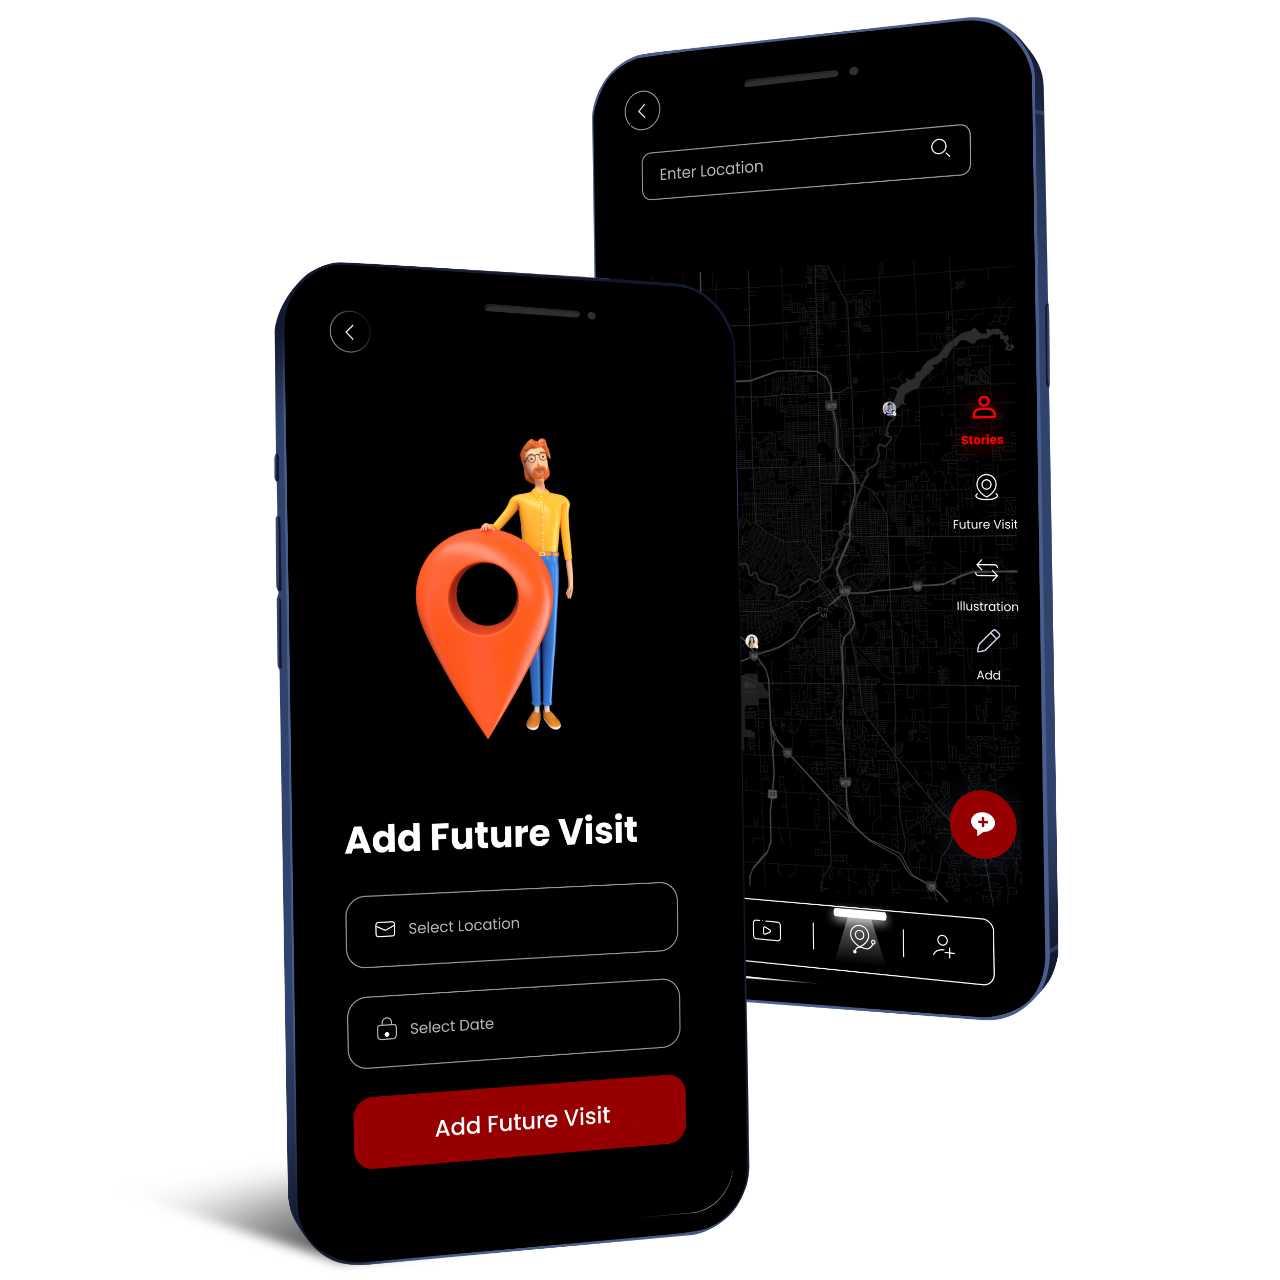 Enter Location
Stories
Future Visit
Illustration
Add
Add Future Visit
Select Location
Select Date
Add Future Visit